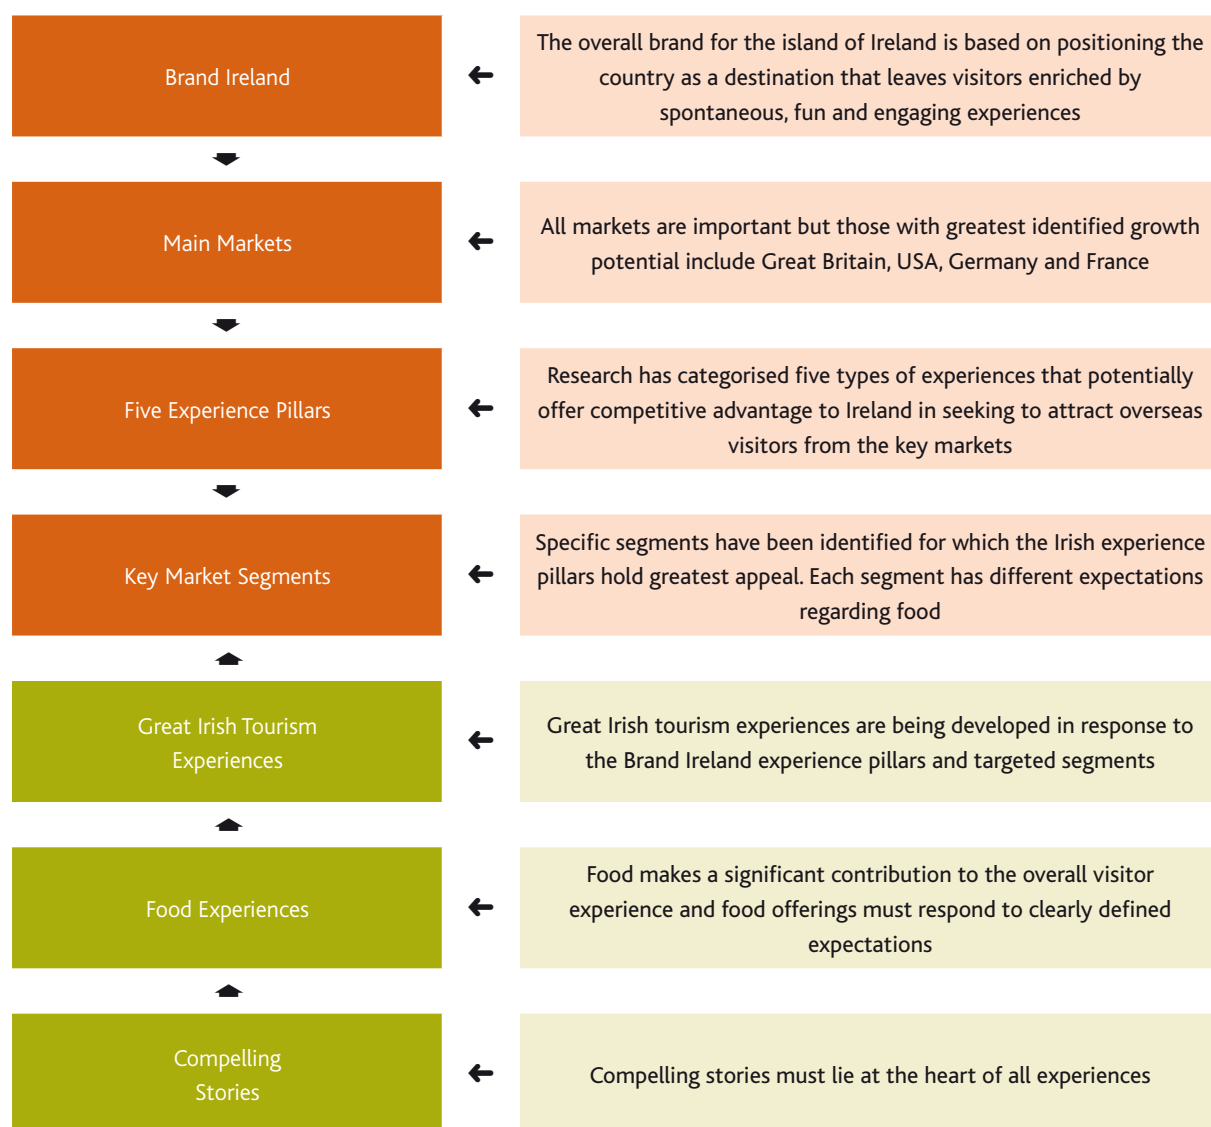 Brand Ireland
The overall brand for the island of Ireland is based on positioning the
country as a destination that leaves visitors enriched by
spontaneous, fun and engaging experiences
Main Markets
All markets are important but those with greatest identified growth
potential include Great Britain, USA, Germany and France
Five Experience Pillars
Research has categorised five types of experiences that potentially
offer competitive advantage to Ireland in seeking to attract overseas
visitors from the key markets
Key Market Segments
Specific segments have been identified for which the Irish experience
pillars hold greatest appeal. Each segment has different expectations
regarding food
Great Irish Tourism
Experiences
Great Irish tourism experiences are being developed in response to
the Brand Ireland experience pillars and targeted segments
Food Experiences
Food makes a significant contribution to the overall visitor
experience and food offerings must respond to clearly defined
expectations
Compelling
Stories
Compelling stories must lie at the heart of all experiences